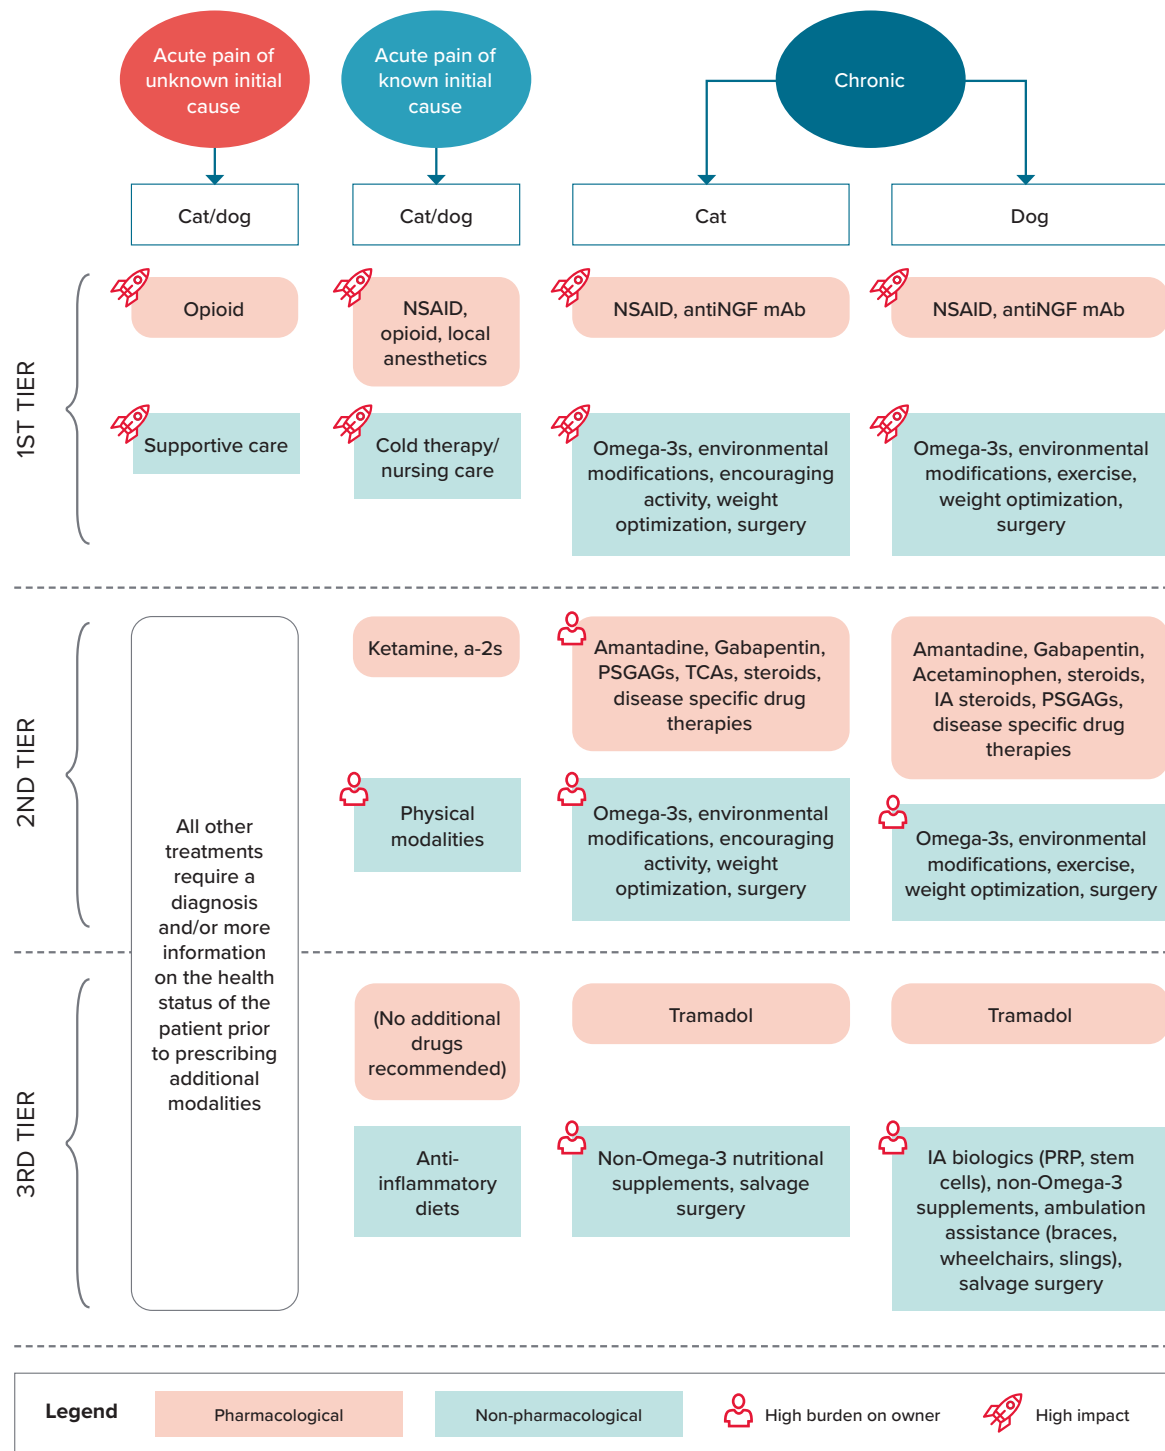 Acute pain of
unknown initial
cause
Acute pain of
known initial
cause
Chronic
Cat/dog
Cat/dog
Cat
Dog
1ST TIER
Opioid
NSAID,
opioid, local
anesthetics
NSAID, antiNGF mAb
NSAID, antiNGF mAb
Supportive care
Cold therapy/
nursing care
Omega-3s, environmental
modifications, encouraging
activity, weight
optimization, surgery
Omega-3s, environmental
modifications, exercise,
weight optimization,
surgery
2ND TIER
All other
treatments
require a
diagnosis
and/or more
information
on the health
status of the
patient prior
to prescribing
additional
modalities
Ketamine, a-2s
Amantadine, Gabapentin,
PSGAGs, TCAs, steroids,
disease specific drug
therapies
Amantadine, Gabapentin,
Acetaminophen, steroids,
IA steroids, PSGAGs,
disease specific drug
therapies
Physical
modalities
Omega-3s, environmental
modifications, encouraging
activity, weight
optimization, surgery
Omega-3s, environmental
modifications, exercise,
weight optimization, surgery
3RD TIER
(No additional
drugs
recommended)
Tramadol
Tramadol
Anti-
inflammatory
diets
Non-Omega-3 nutritional
supplements, salvage
surgery
IA biologics (PRP, stem
cells), non-Omega-3
supplements, ambulation
assistance (braces,
wheelchairs, slings),
salvage surgery
Legend
Pharmacological
Non-pharmacological
High burden on owner
High impact